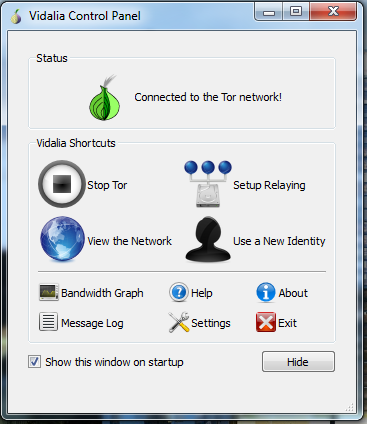 Vidalia Control Panel
Status
Connected to the Tor network!
Vidalia Shortcuts
Stop Tor
Setup Relaying
View the Network
Use a New Identity
Bandwidth Graph
Help
About
Message Log
Settings
Exit
Show this window on startup
Hide